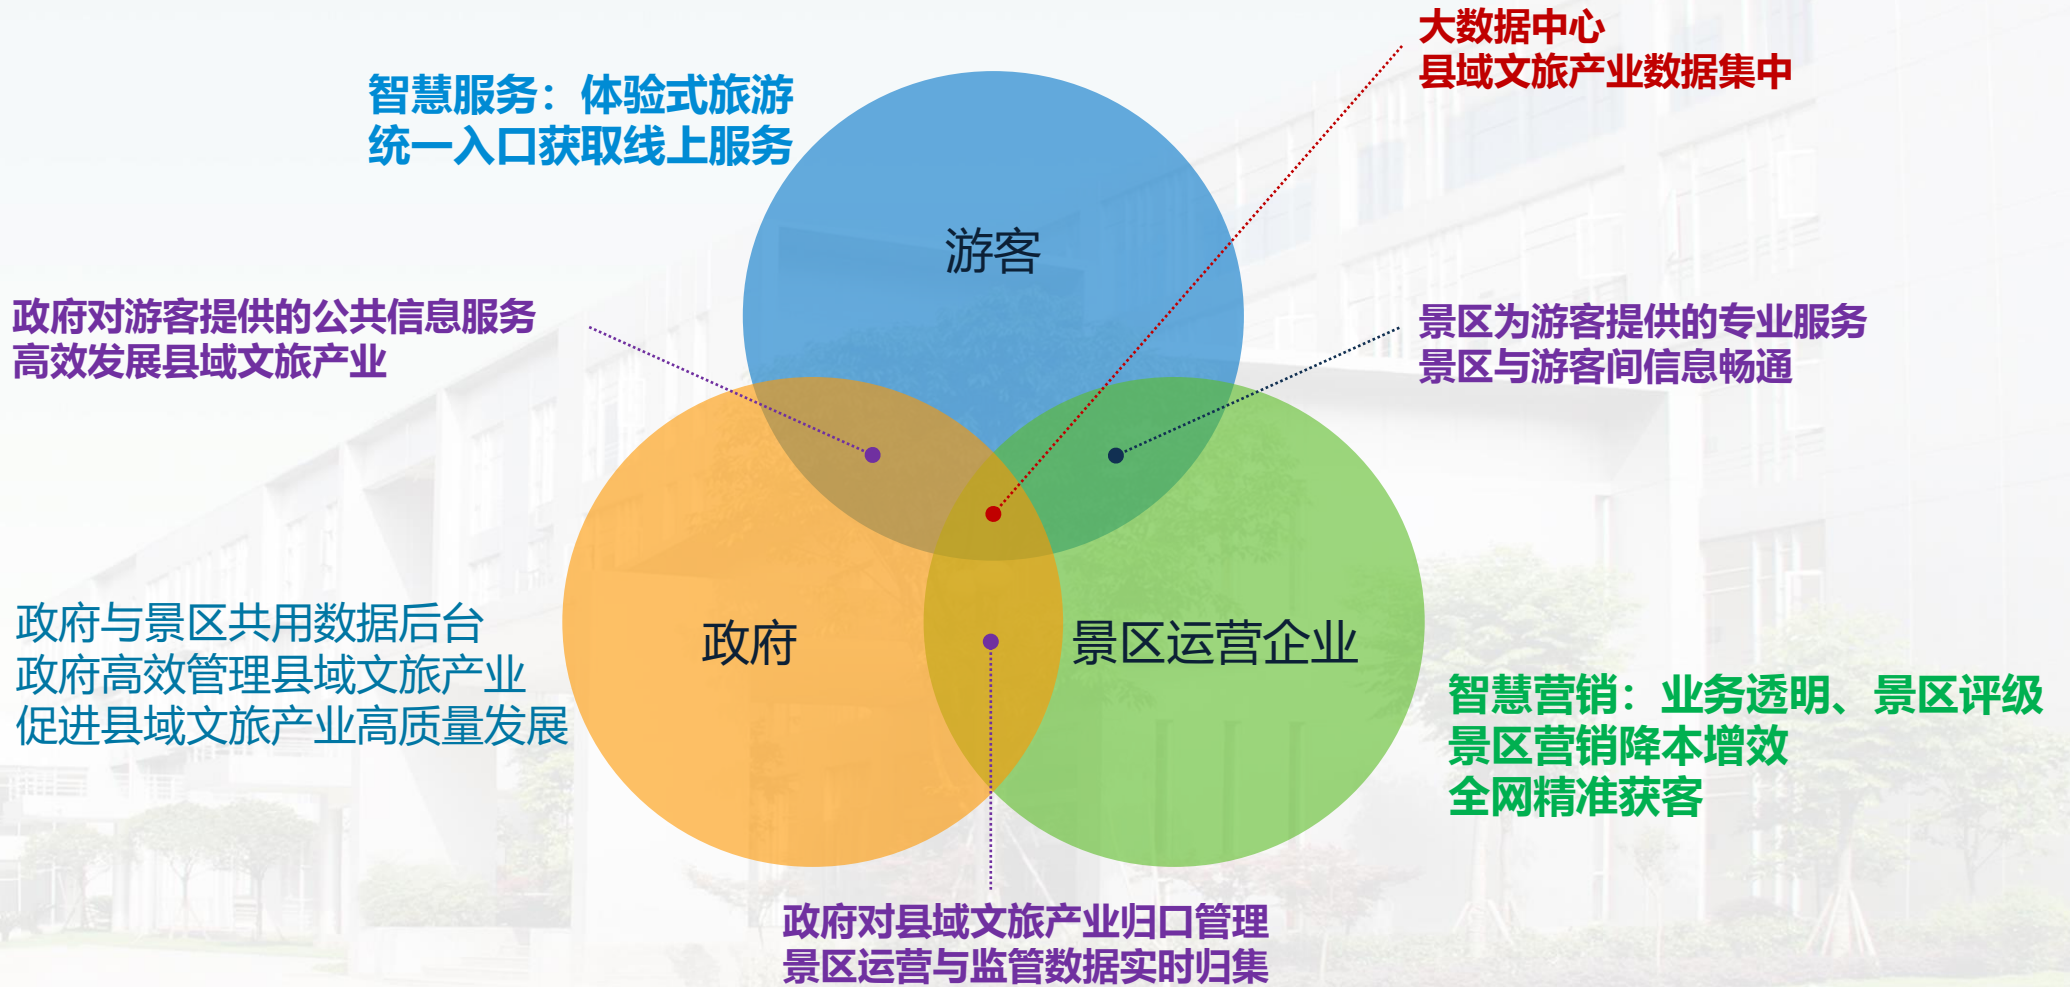 大数据中心
县域文旅产业数据集中
智慧服务：体验式旅游
统一入口获取线上服务
游客
政府对游客提供的公共信息服务
高效发展县域文旅产业
景区为游客提供的专业服务
景区与游客间信息畅通
政府与景区共用数据后台
政府高效管理县域文旅产业
促进县域文旅产业高质量发展
政府
景区运营企业
智慧营销：业务透明、景区评级
景区营销降本增效
全网精准获客
政府对县域文旅产业归口管理
景区运营与监管数据实时归集